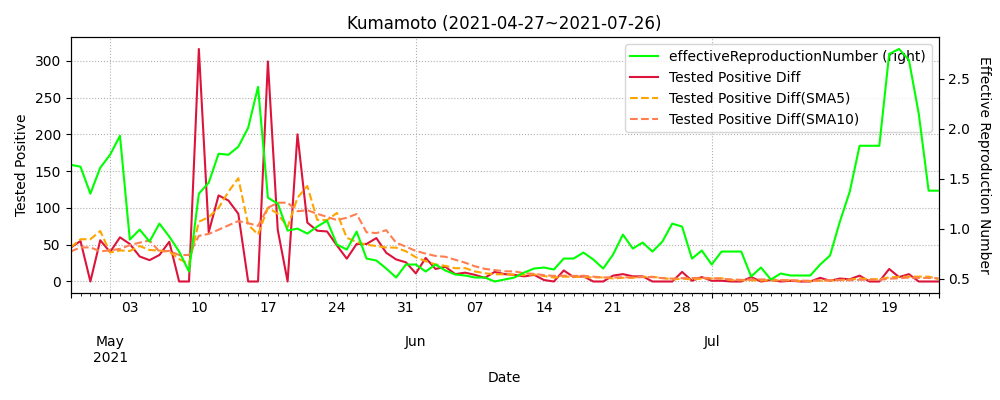 Kumamoto (2021-04-27~2021-07-26)
effectiveReproductionNumber (right)
Tested Positive Diff
Tested Positive Diff(SMA5)
Tested Positive Diff(SMA10)
Tested Positive
300
250
200
150
100
50
0
Effective Reproduction Number
2.5
2.0
1.5
1.0
0.5
03 10 17 24 31 07 14 21 28 05 12 19
May Jun Jul
2021
Date